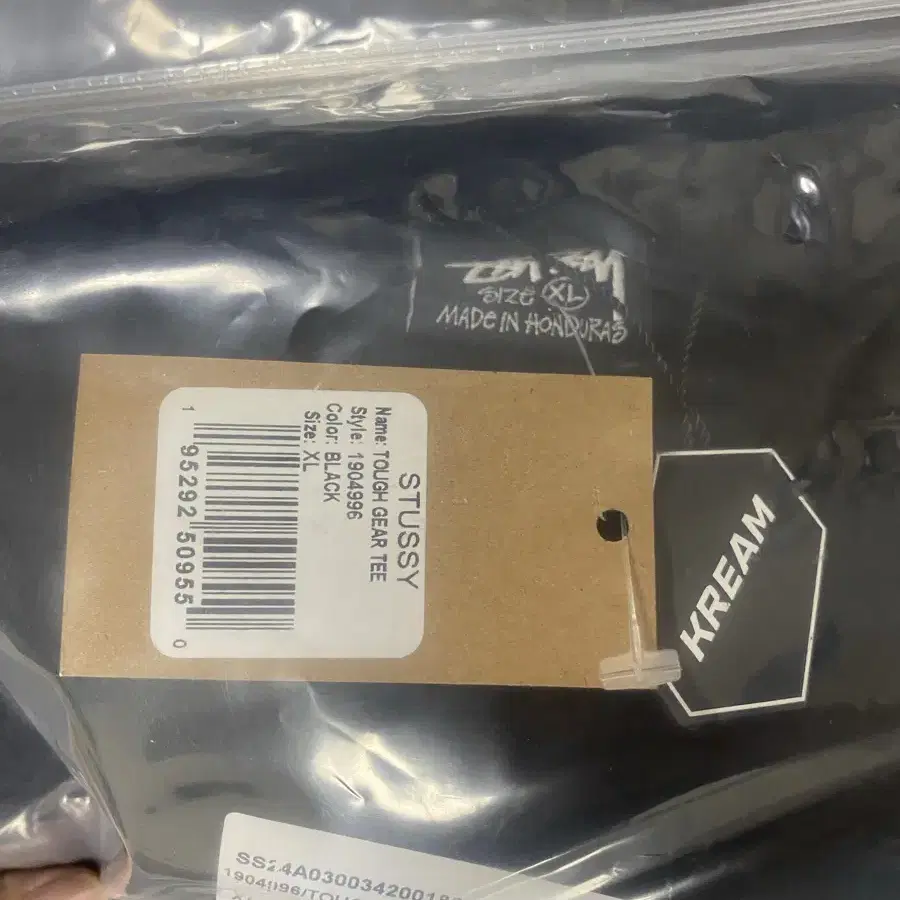 SIZE XL
MADE IN HONDURAS
STUSSY
Name: TOUGH GEAR TEE
Style: 1904996
Color: BLACK
Size: XL
1 95292 50955 0
KREAM